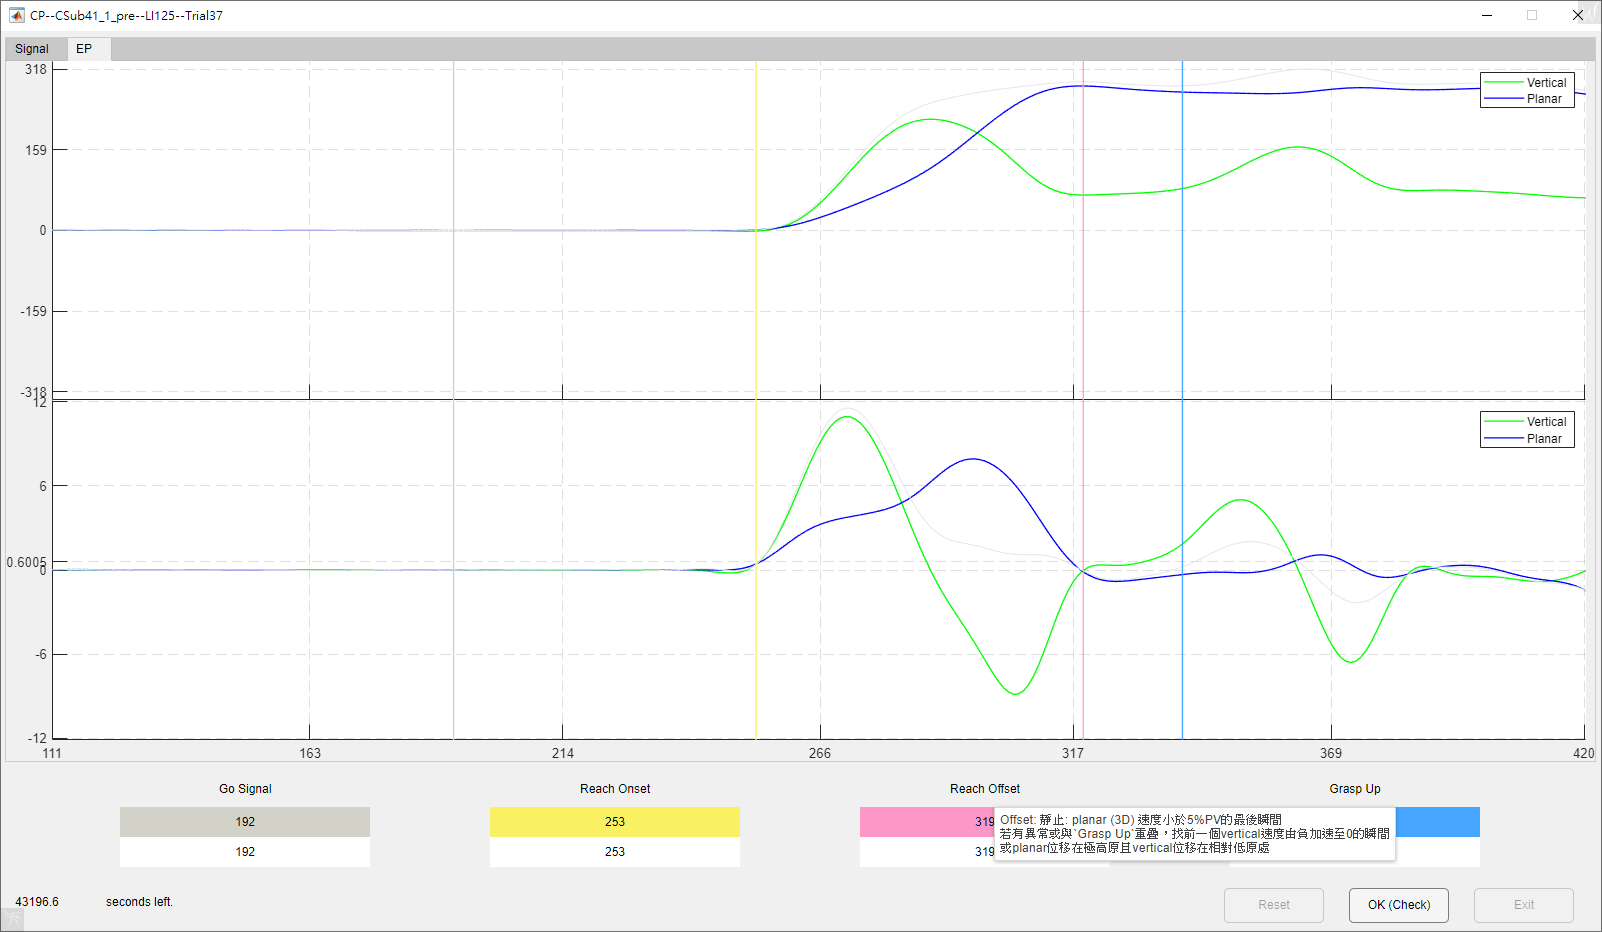 CP--CSub41_1_pre--LI125--Trial37
Signal EP
318
159
0
-159
-318
Vertical
Planar
12
6
0.6005
0
-6
-12
Vertical
Planar
111 163 214 266 317 369 420
Go Signal Reach Onset Reach Offset Grasp Up
192 253 319
192 253 319
Offset: 靜止: planar (3D) 速度小於5%PV的最後瞬間
若有異常或與`Grasp Up`重疊，找前一個vertical速度由負加速至0的瞬間
或planar位移在極高原且vertical位移在相對低原處
43196.6 seconds left.
Reset OK (Check) Exit